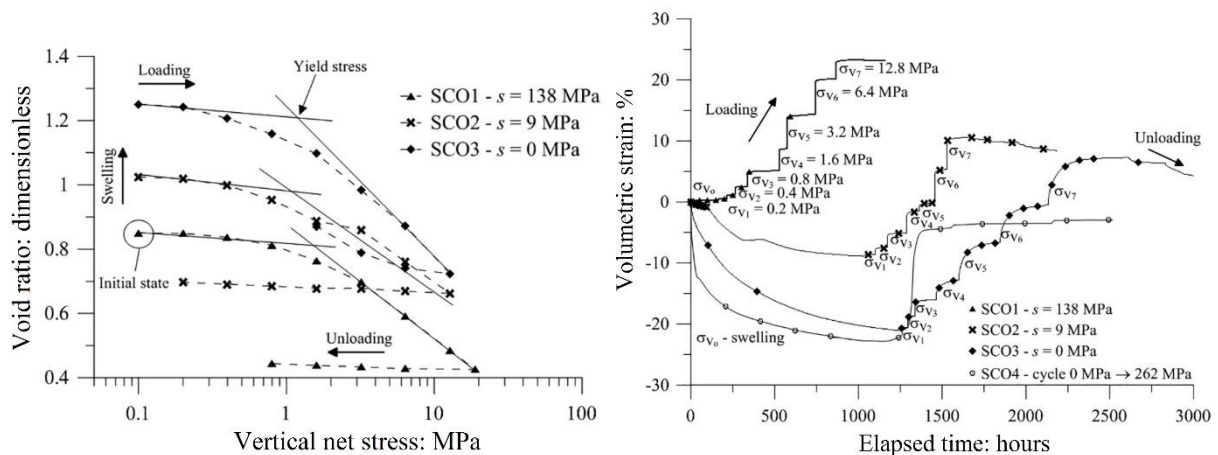 1.4
1.2
1
0.8
0.6
0.4
Void ratio: dimensionless
Loading
Yield stress
SCO1 - s = 138 MPa
SCO2 - s = 9 MPa
SCO3 - s = 0 MPa
Swelling
Initial state
Unloading
0.1
1
10
100
Vertical net stress: MPa
30
20
10
0
-10
-20
-30
Volumetric strain: %
σv7 = 12.8 MPa
σv6 = 6.4 MPa
Loading
σv5 = 3.2 MPa
σv4 = 1.6 MPa
σv3 = 0.8 MPa
σv2 = 0.4 MPa
σv1 = 0.2 MPa
σvo
Unloading
σv7
σv6
σv5
σv4
σv3
σv2
σv1
σv7
σv6
σv5
σv4
σv3
σv2
σv1
σvo - swelling
SCO1 - s = 138 MPa
SCO2 - s = 9 MPa
SCO3 - s = 0 MPa
SCO4 - cycle 0 MPa → 262 MPa
0
500
1000
1500
2000
2500
3000
Elapsed time: hours